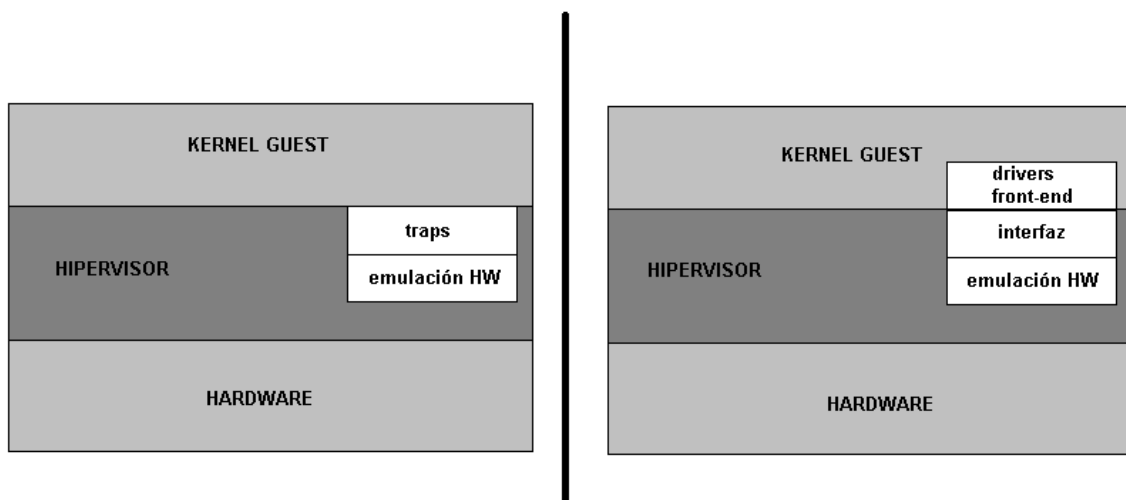 KERNEL GUEST
traps
HIPERVISOR
emulación HW
HARDWARE
KERNEL GUEST
drivers
front-end
interfaz
HIPERVISOR
emulación HW
HARDWARE